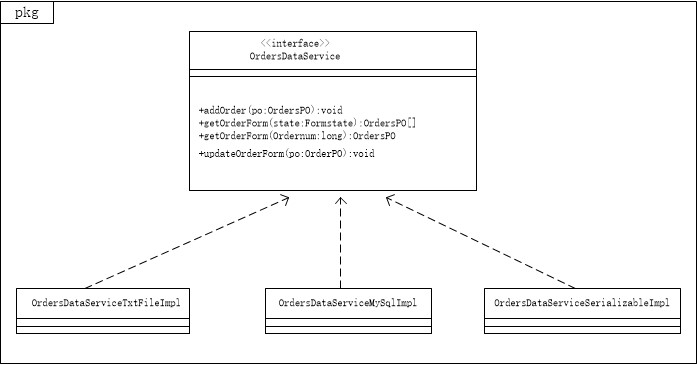 pkg
<<interface>>
OrdersDataService
+addOrder(po:OrdersPO):void
+getOrderForm(state:Formstate):OrdersPO[]
+getOrderForm(Ordernum:long):OrdersPO
+updateOrderForm(po:OrderPO):void
OrdersDataServiceTxtFileImpl
OrdersDataServiceMySqlImpl
OrdersDataServiceSerializableImpl